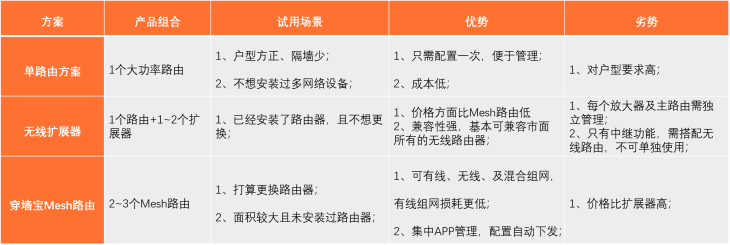 方案 产品组合 试用场景 优势 劣势
单路由方案
1个大功率路由
1、户型方正、隔墙少；
2、不想安装过多网络设备；
1、只需配置一次，便于管理；
2、成本低；
1、对户型要求高；
无线扩展器
1个路由+1~2个扩
展器
1、已经安装了路由器，且不想更
换；
1、价格方面比Mesh路由低
2、兼容性强，基本可兼容市面
所有的无线路由器；
1、每个放大器及主路由需独
立管理；
2、只有中继功能，需搭配无
线路由，不可单独使用；
穿墙宝Mesh路由
2~3个Mesh路由
1、打算更换路由器；
2、面积较大且未安装过路由器；
1、可有线、无线、及混合组网，
有线组网损耗更低；
2、集中APP管理，配置自动下发；
1、价格比扩展器高；